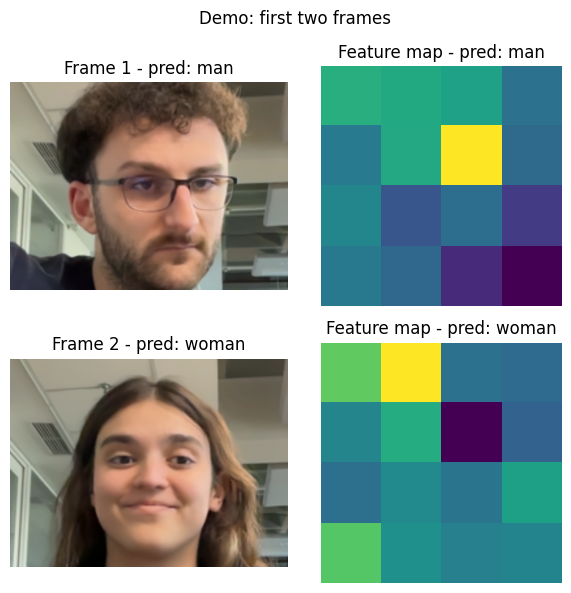 Demo: first two frames
Frame 1 - pred: man
Feature map - pred: man
Frame 2 - pred: woman
Feature map - pred: woman